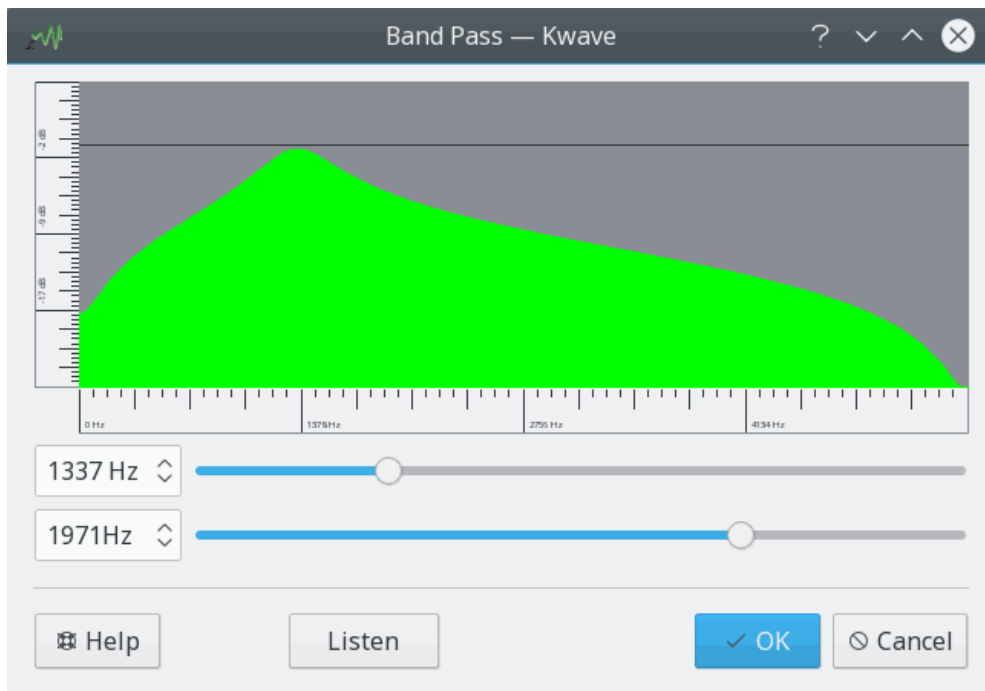 Band Pass — Kwave
-2 dB
-9 dB
-17 dB
0 Hz
1378Hz
2756 Hz
4134 Hz
1337 Hz
1971Hz
Help
Listen
OK
Cancel